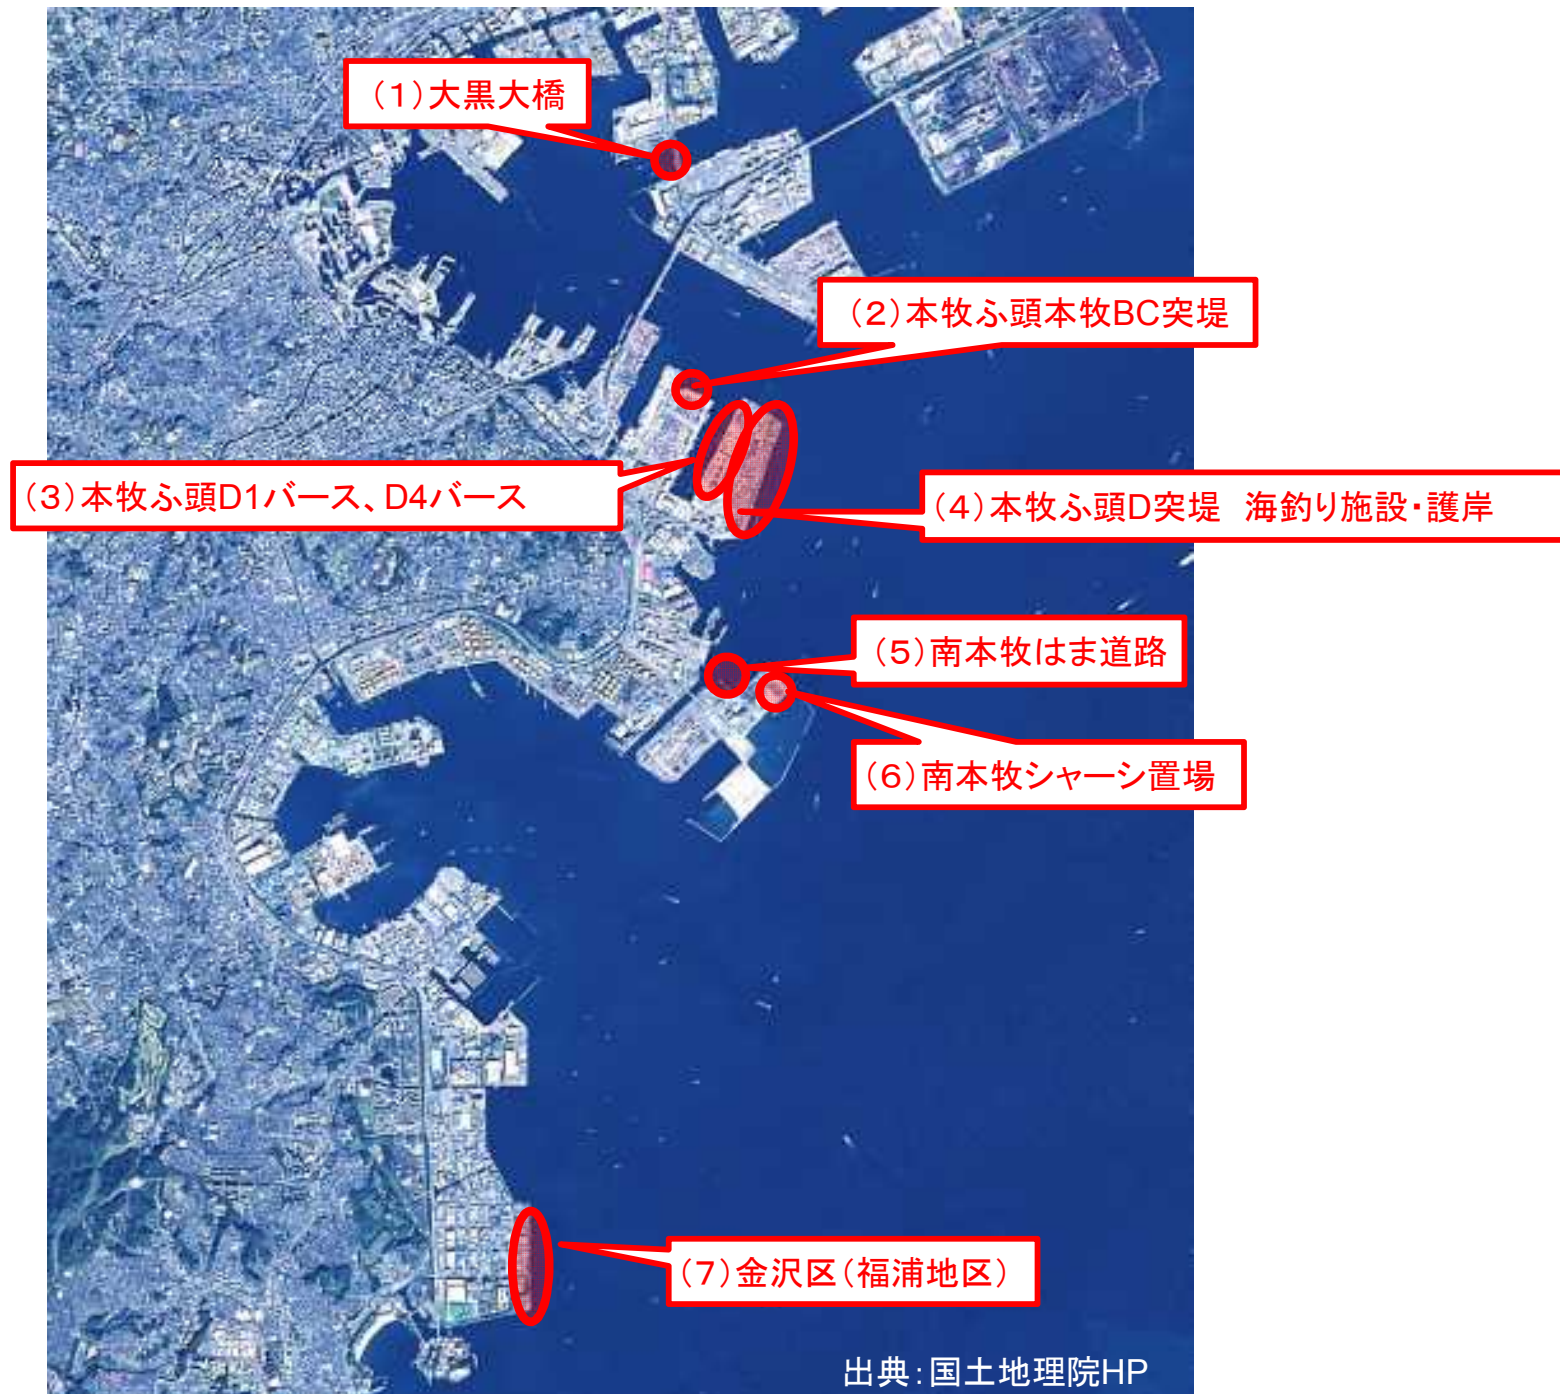 (1)大黒大橋
(2)本牧ふ頭本牧BC突堤
(3)本牧ふ頭D1バース、D4バース
(4)本牧ふ頭D突堤　海釣り施設・護岸
(5)南本牧はま道路
(6)南本牧シャーシ置場
(7)金沢区(福浦地区)
出典:国土地理院HP